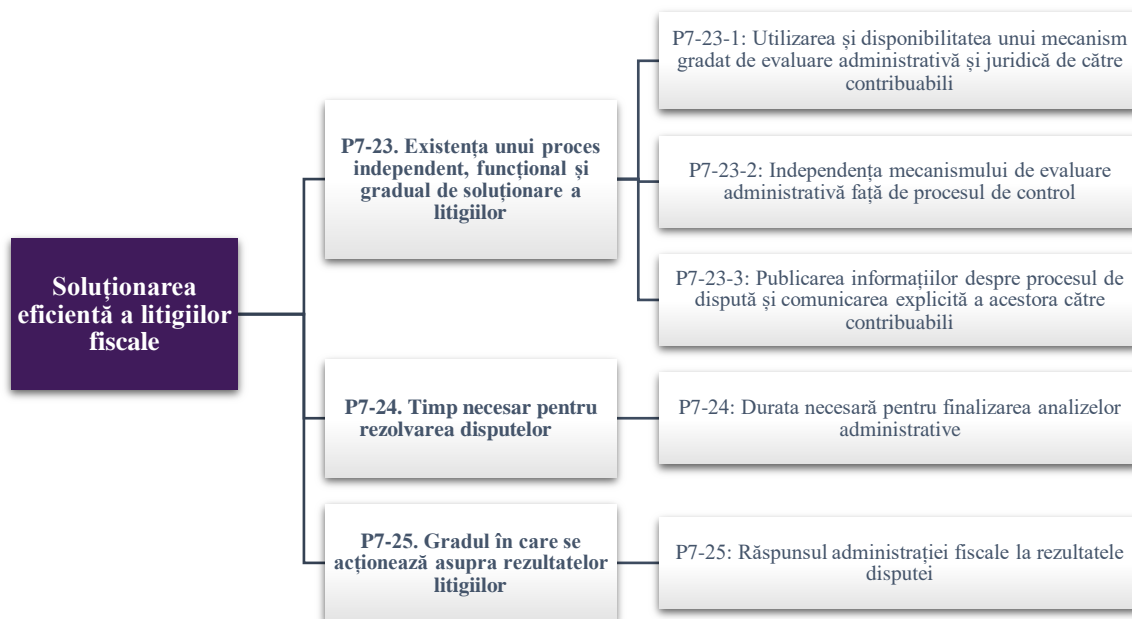 Soluționarea
eficientă a litigiilor
fiscale
P7-23. Existența unui proces
independent, funcțional și
gradual de soluționare a
litigiilor
P7-23-1: Utilizarea și disponibilitatea unui mecanism
gradat de evaluare administrativă și juridică de către
contribuabili
P7-23-2: Independența mecanismului de evaluare
administrativă față de procesul de control
P7-23-3: Publicarea informațiilor despre procesul de
dispută și comunicarea explicită a acestora către
contribuabili
P7-24. Timp necesar pentru
rezolvarea disputelor
P7-24: Durata necesară pentru finalizarea analizelor
administrative
P7-25. Gradul în care se
acționează asupra rezultatelor
litigiilor
P7-25: Răspunsul administrației fiscale la rezultatele
disputei